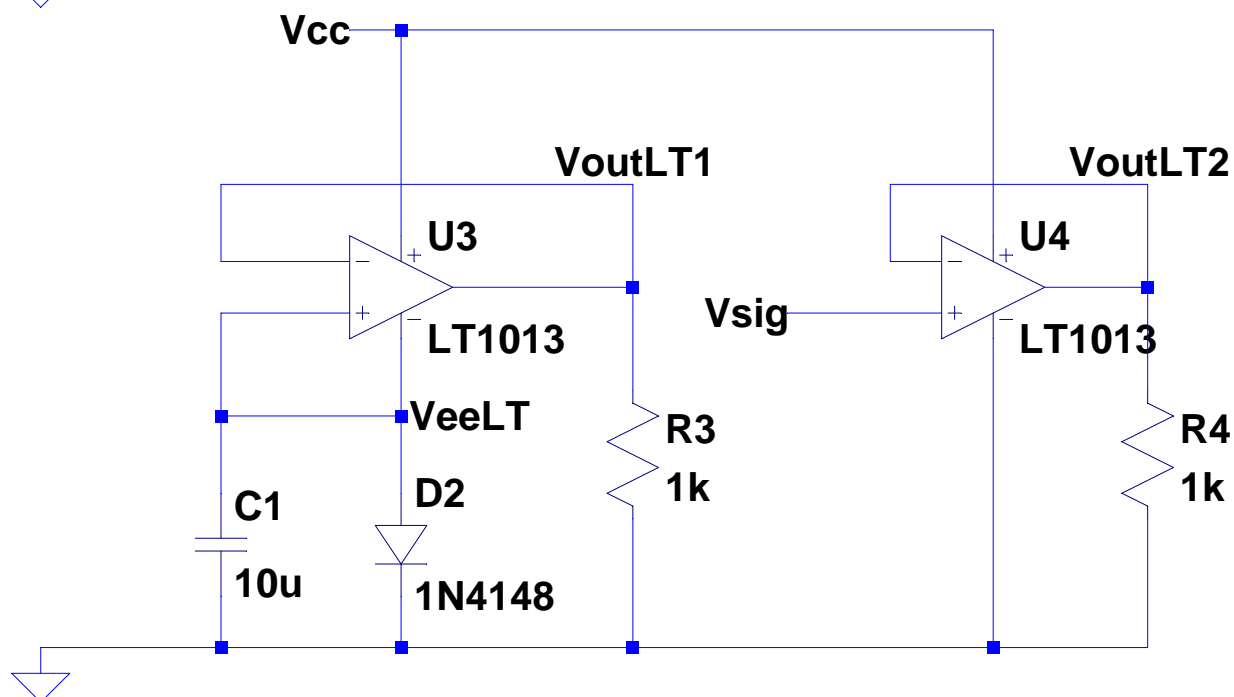 Vcc
VoutLT1
VoutLT2
U3
U4
Vsig
LT1013
LT1013
VeeLT
R3
1k
R4
1k
C1
10u
D2
1N4148